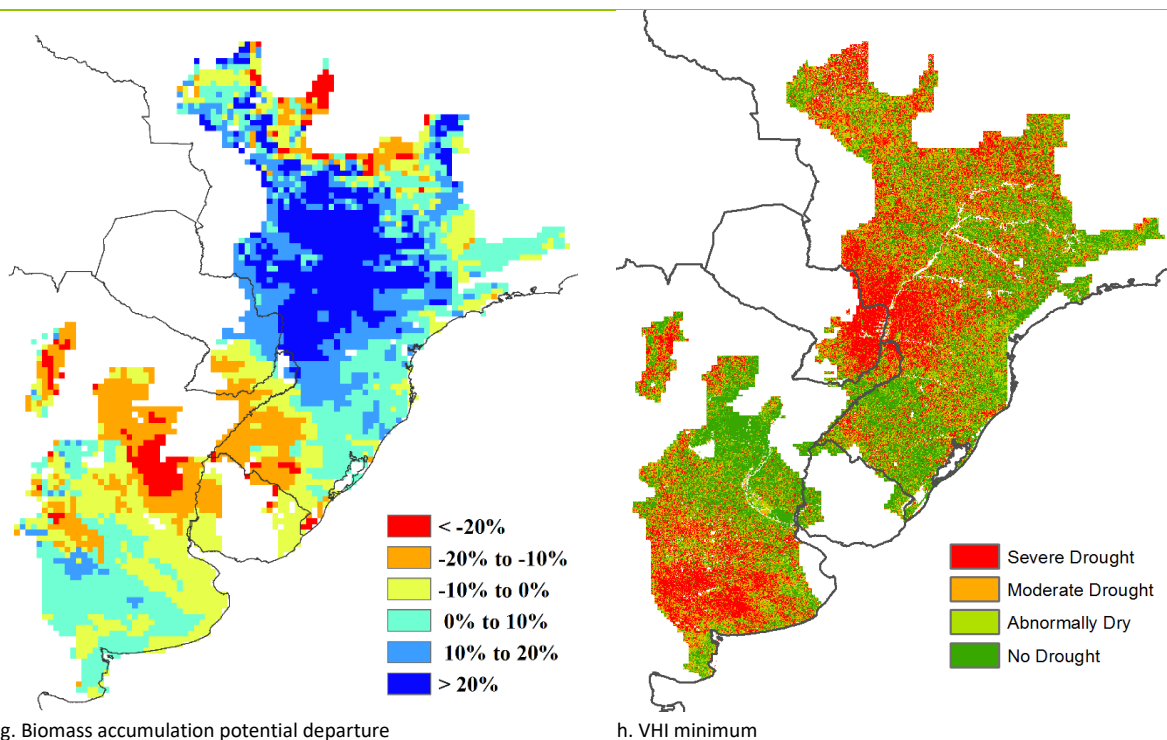 < -20%
-20% to -10%
-10% to 0%
0% to 10%
10% to 20%
> 20%
Severe Drought
Moderate Drought
Abnormally Dry
No Drought
g. Biomass accumulation potential departure
h. VHI minimum